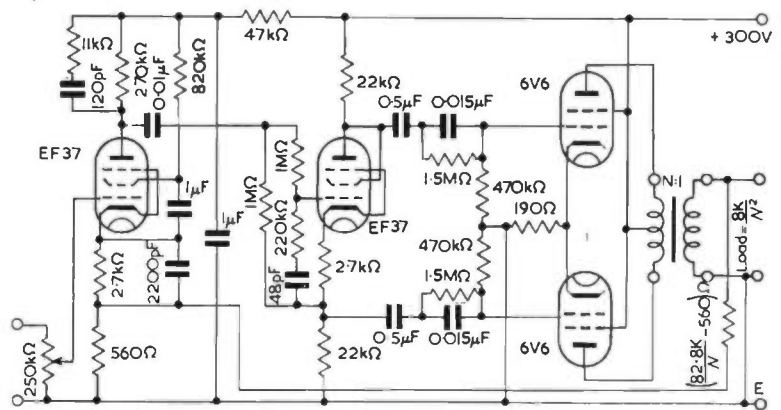 11kΩ
120pF
270kΩ
0·01µF
820kΩ
47kΩ
22kΩ
+ 300V
6V6
0·5µF
0·015µF
EF37
1MΩ
1MΩ
1µF
1µF
220kΩ
48pF
EF37
1·5MΩ
470kΩ
190Ω
470kΩ
N:1
Load = 8K/N²
2·7kΩ
2200pF
2·7kΩ
1·5MΩ
0·5µF
0·015µF
6V6
250kΩ
560Ω
22kΩ
(82·8K/N - 560)Ω
E